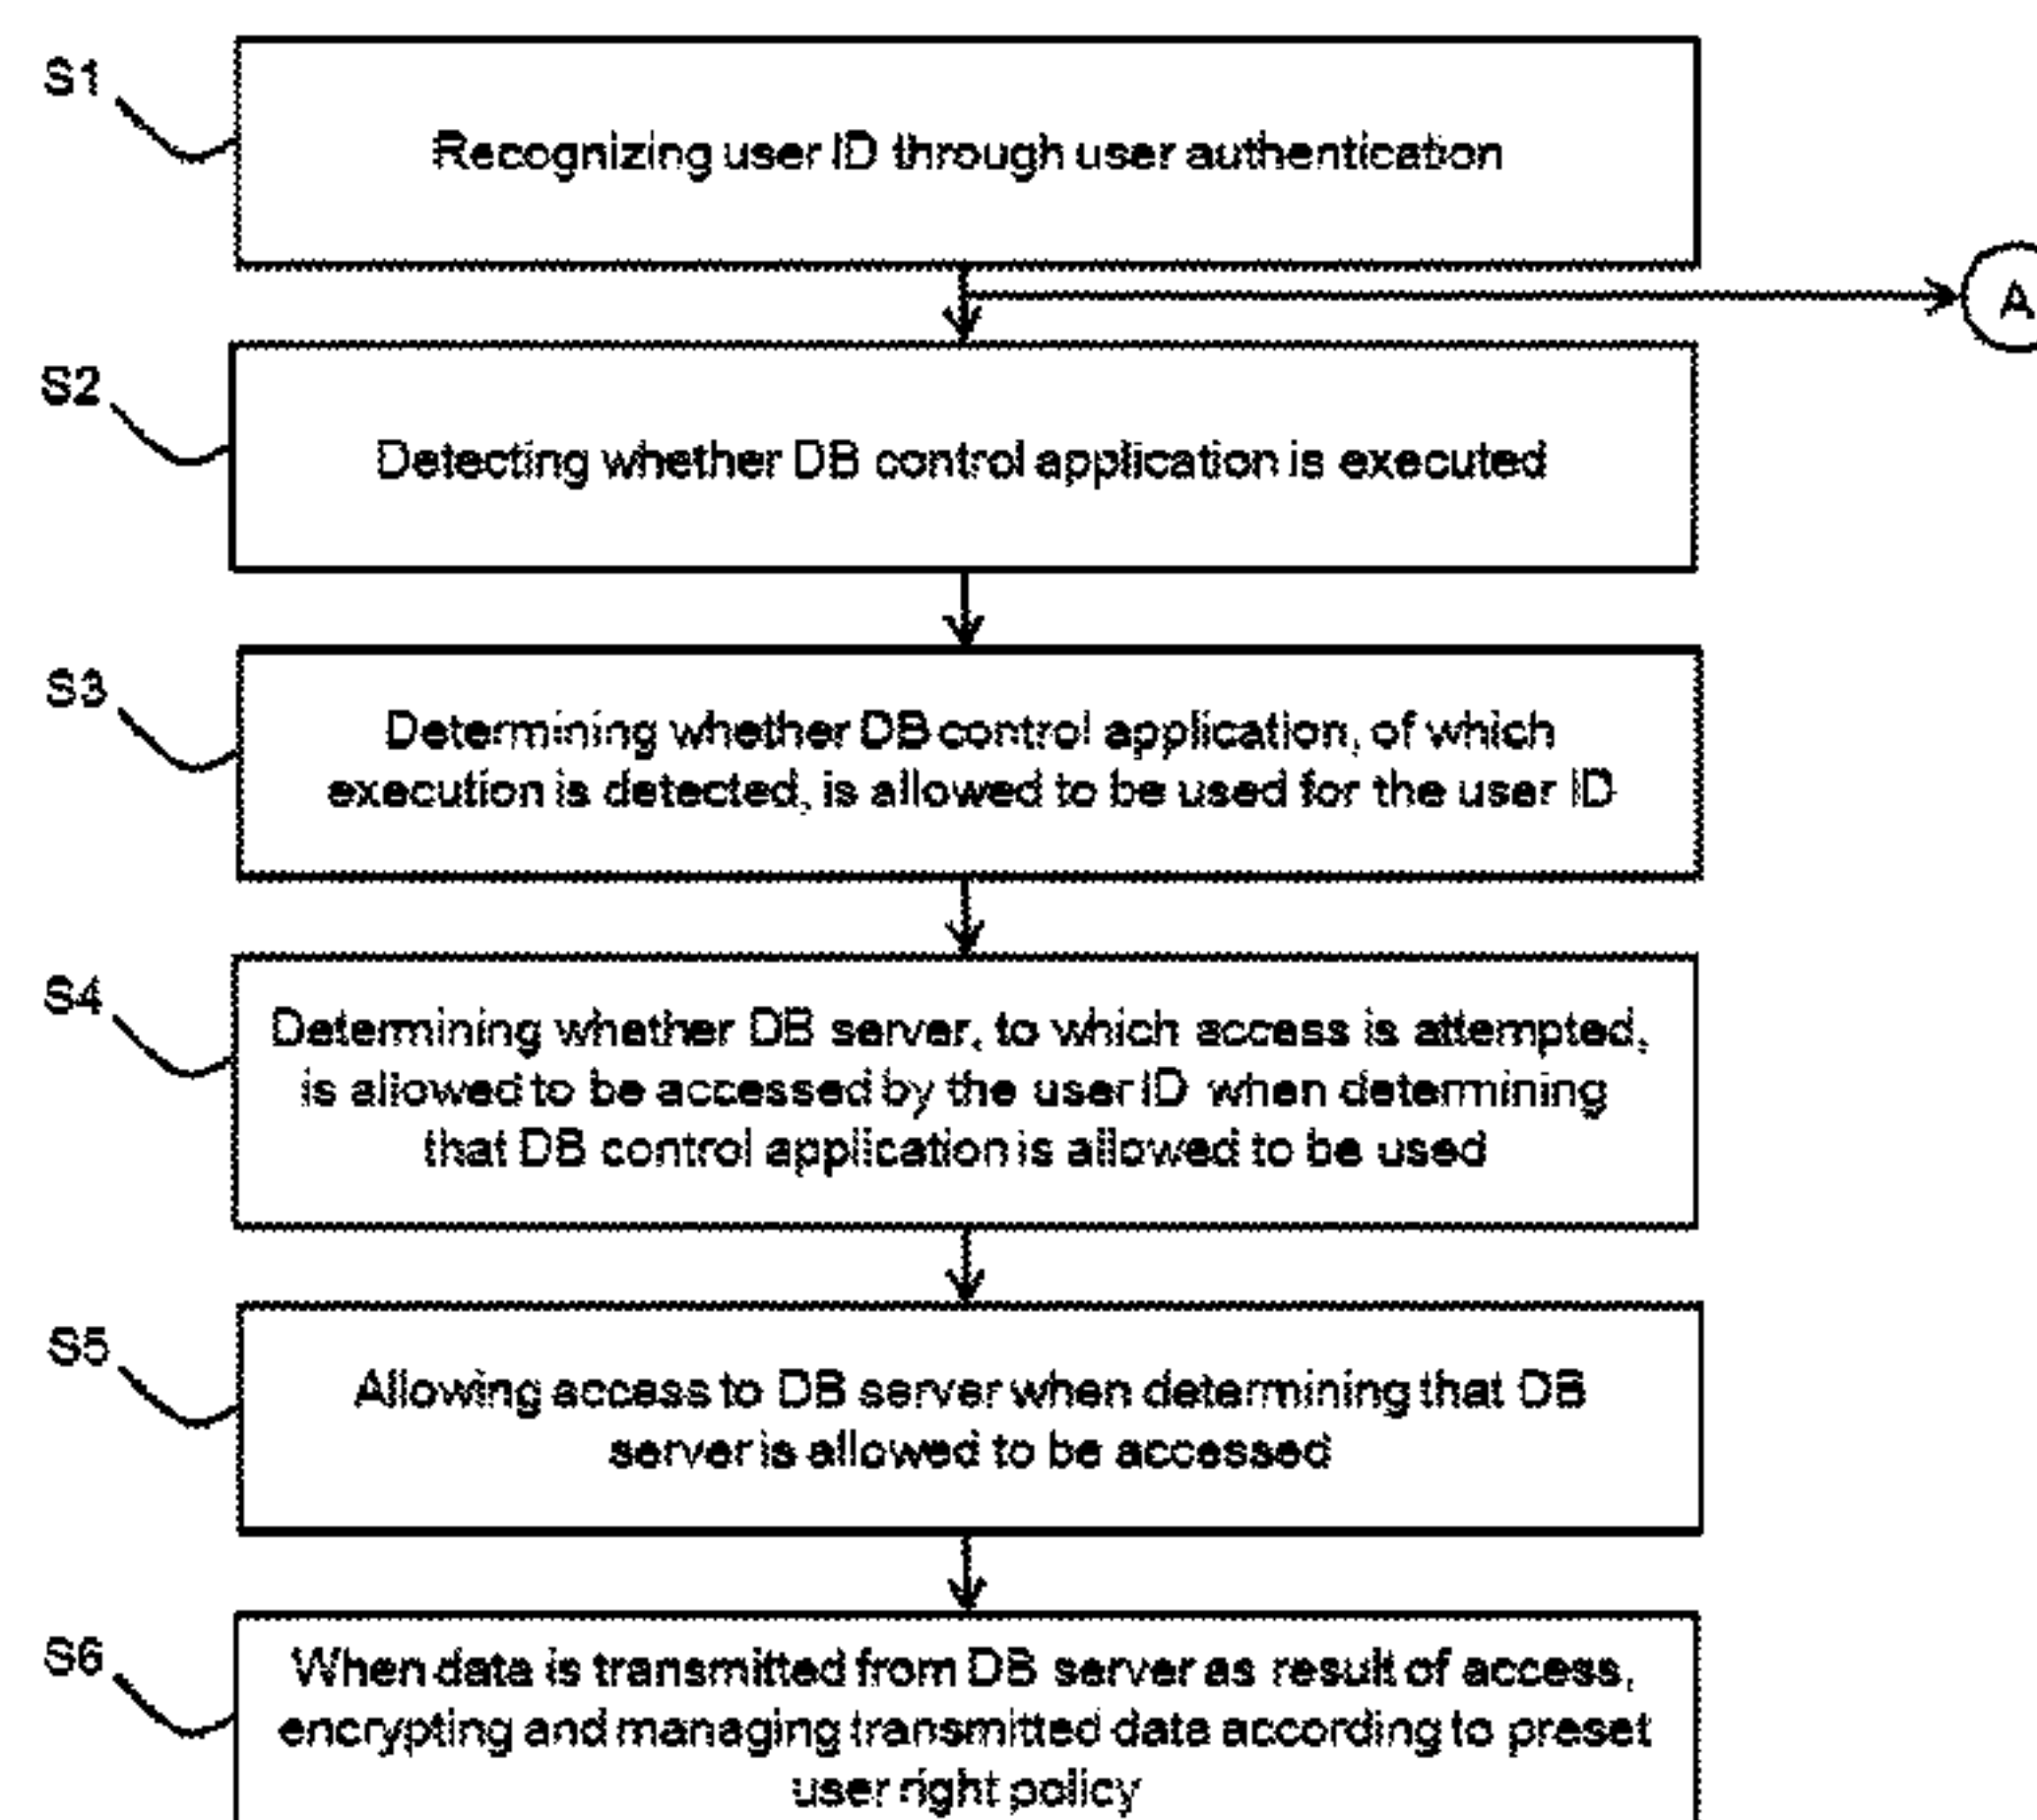 S1
Recognizing user ID through user authentication
A
S2
Detecting whether DB control application is executed
S3
Determining whether DB control application, of which
execution is detected, is allowed to be used for the user ID
S4
Determining whether DB server, to which access is attempted,
is allowed to be accessed by the user ID when determining
that DB control application is allowed to be used
S5
Allowing access to DB server when determining that DB
server is allowed to be accessed
S6
When data is transmitted from DB server as result of access,
encrypting and managing transmitted data according to preset
user right policy